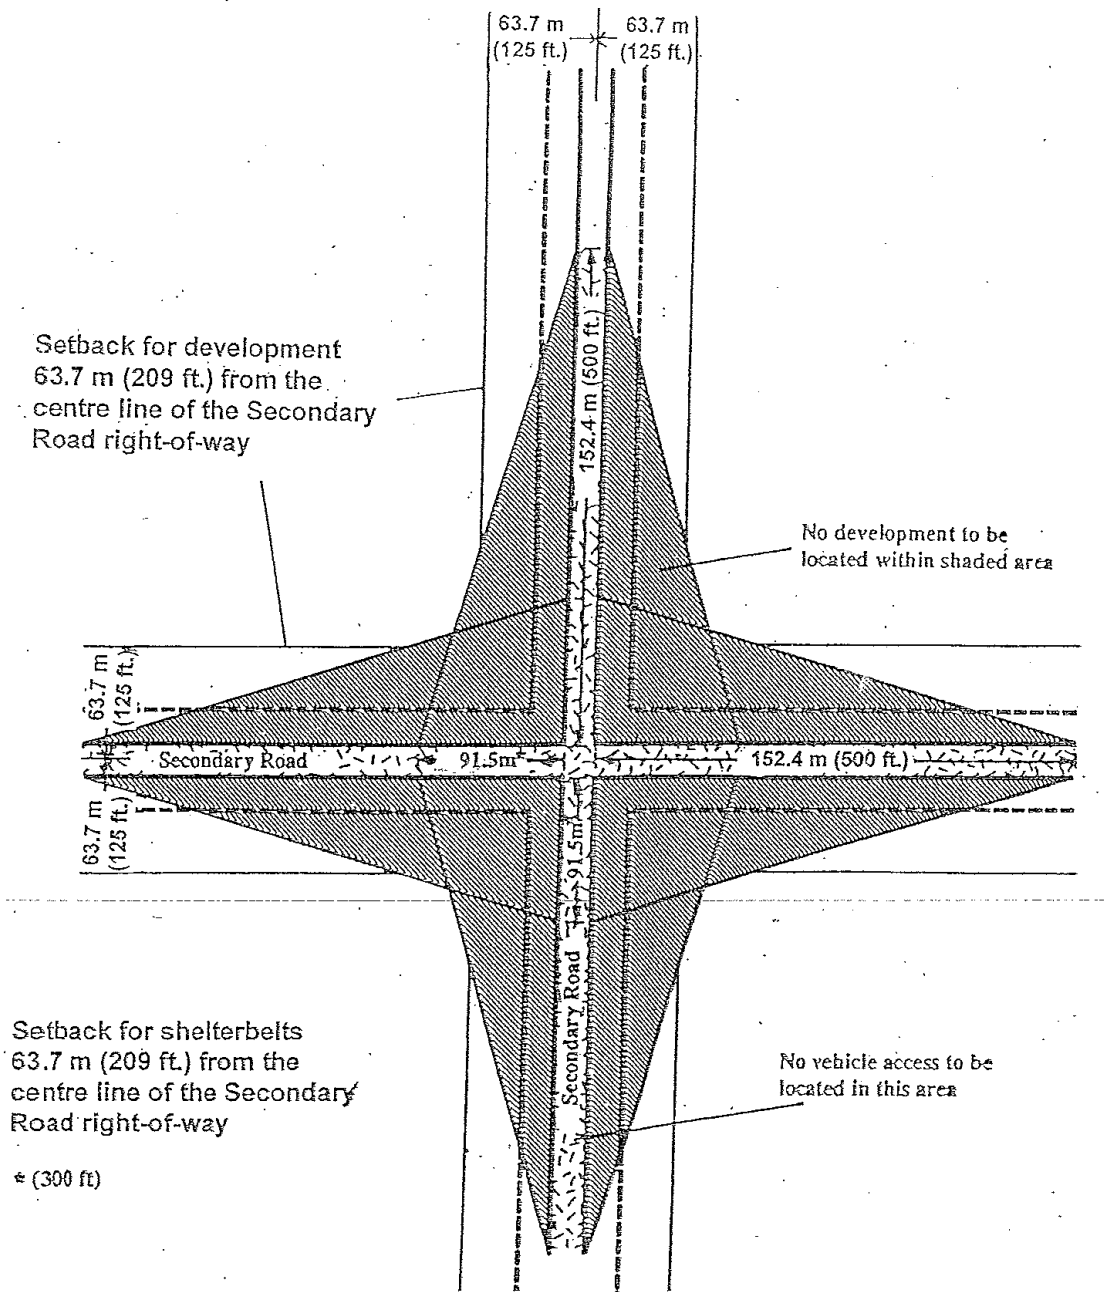 63.7 m
(125 ft.)
63.7 m
(125 ft.)
152.4 m (500 ft.)
Setback for development
63.7 m (209 ft.) from the
centre line of the Secondary
Road right-of-way
No development to be
located within shaded area
63.7 m
(125 ft.)
Secondary Road
91.5m*
152.4 m (500 ft.)
63.7 m
(125 ft.)
91.5m*
Secondary Road
Setback for shelterbelts
63.7 m (209 ft.) from the
centre line of the Secondary
Road right-of-way
* (300 ft)
No vehicle access to be
located in this area